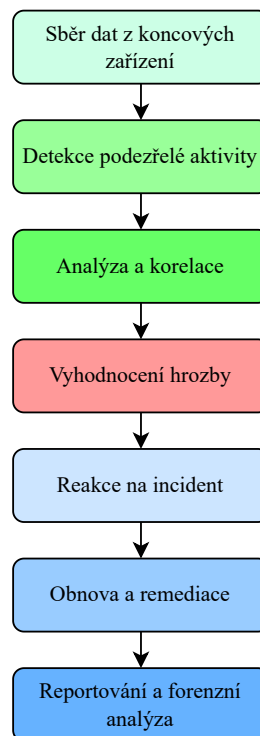 Sběr dat z koncových
zařízení
Detekce podezřelé aktivity
Analýza a korelace
Vyhodnocení hrozby
Reakce na incident
Obnova a remediace
Reportování a forenzní
analýza